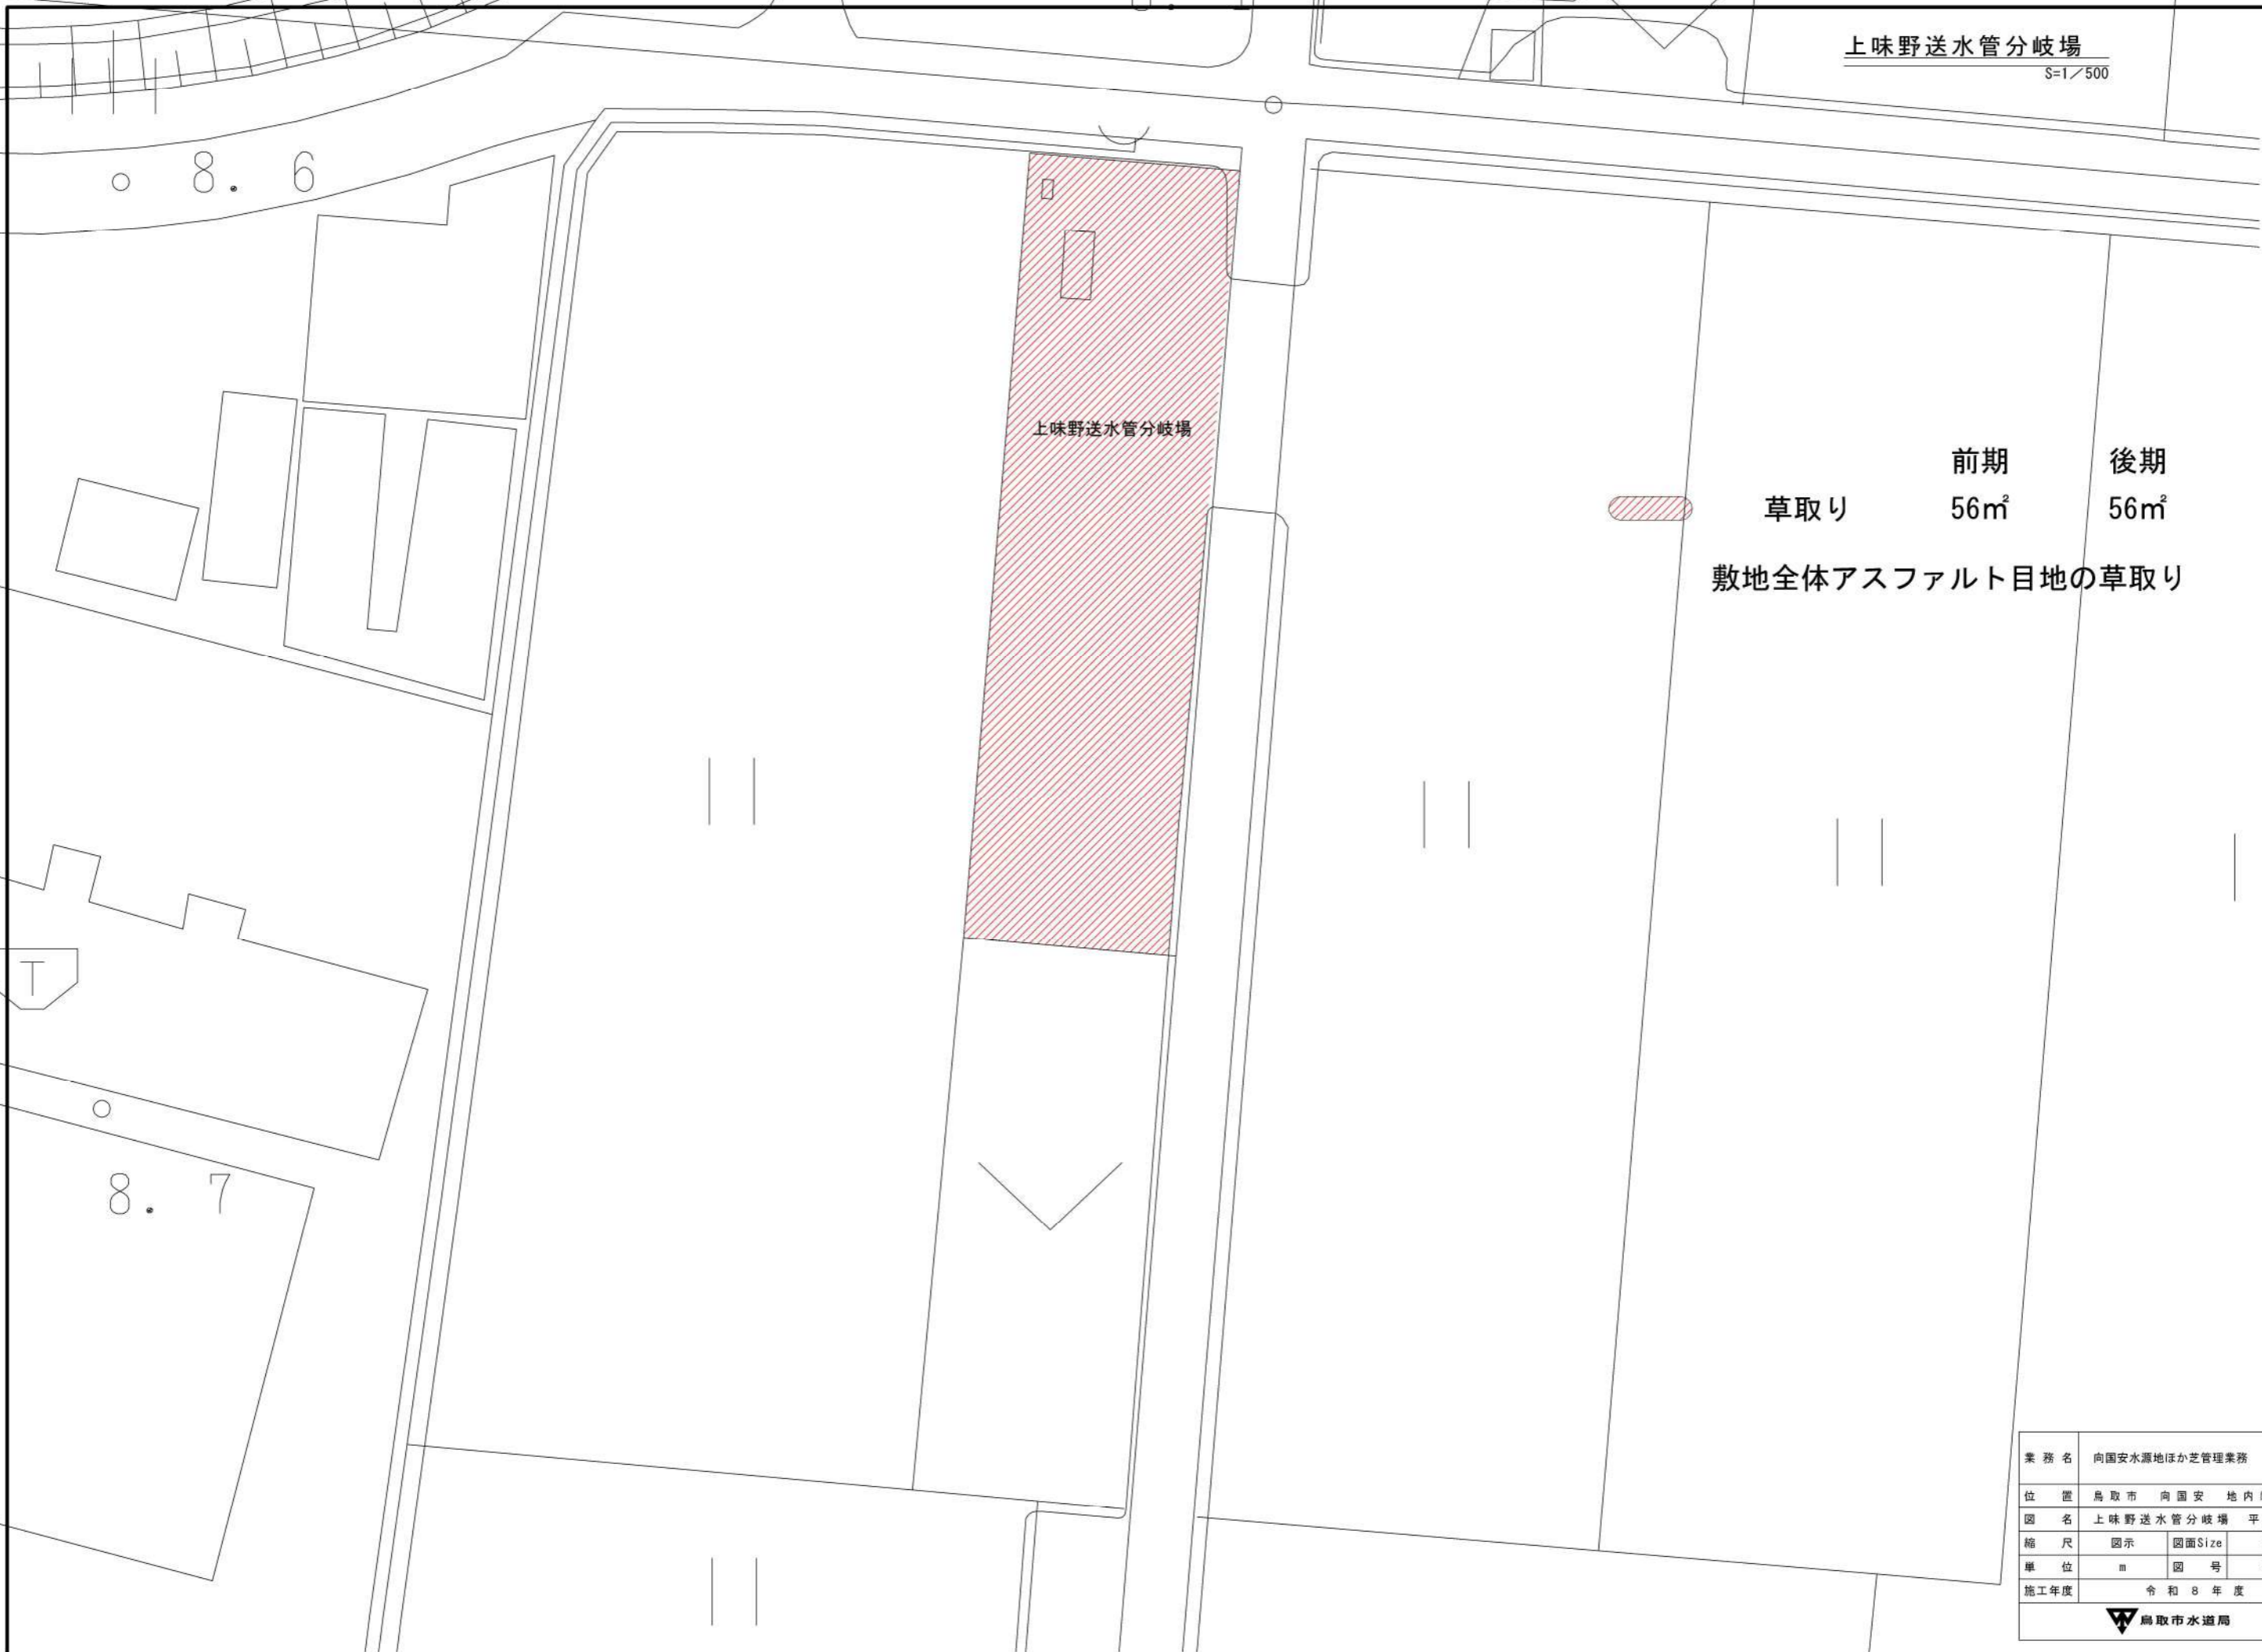 上味野送水管分岐場
S=1/500
8. 6
上味野送水管分岐場
前期 後期
草取り 56㎡ 56㎡
敷地全体アスファルト目地の草取り
T
8. 7
業務名 向国安水源地ほか芝管理業務
位置 鳥取市 向国安 地内
図名 上味野送水管分岐場 平
縮尺 図示 図面Size
単位 m 図号
施工年度 令和8年度
鳥取市水道局